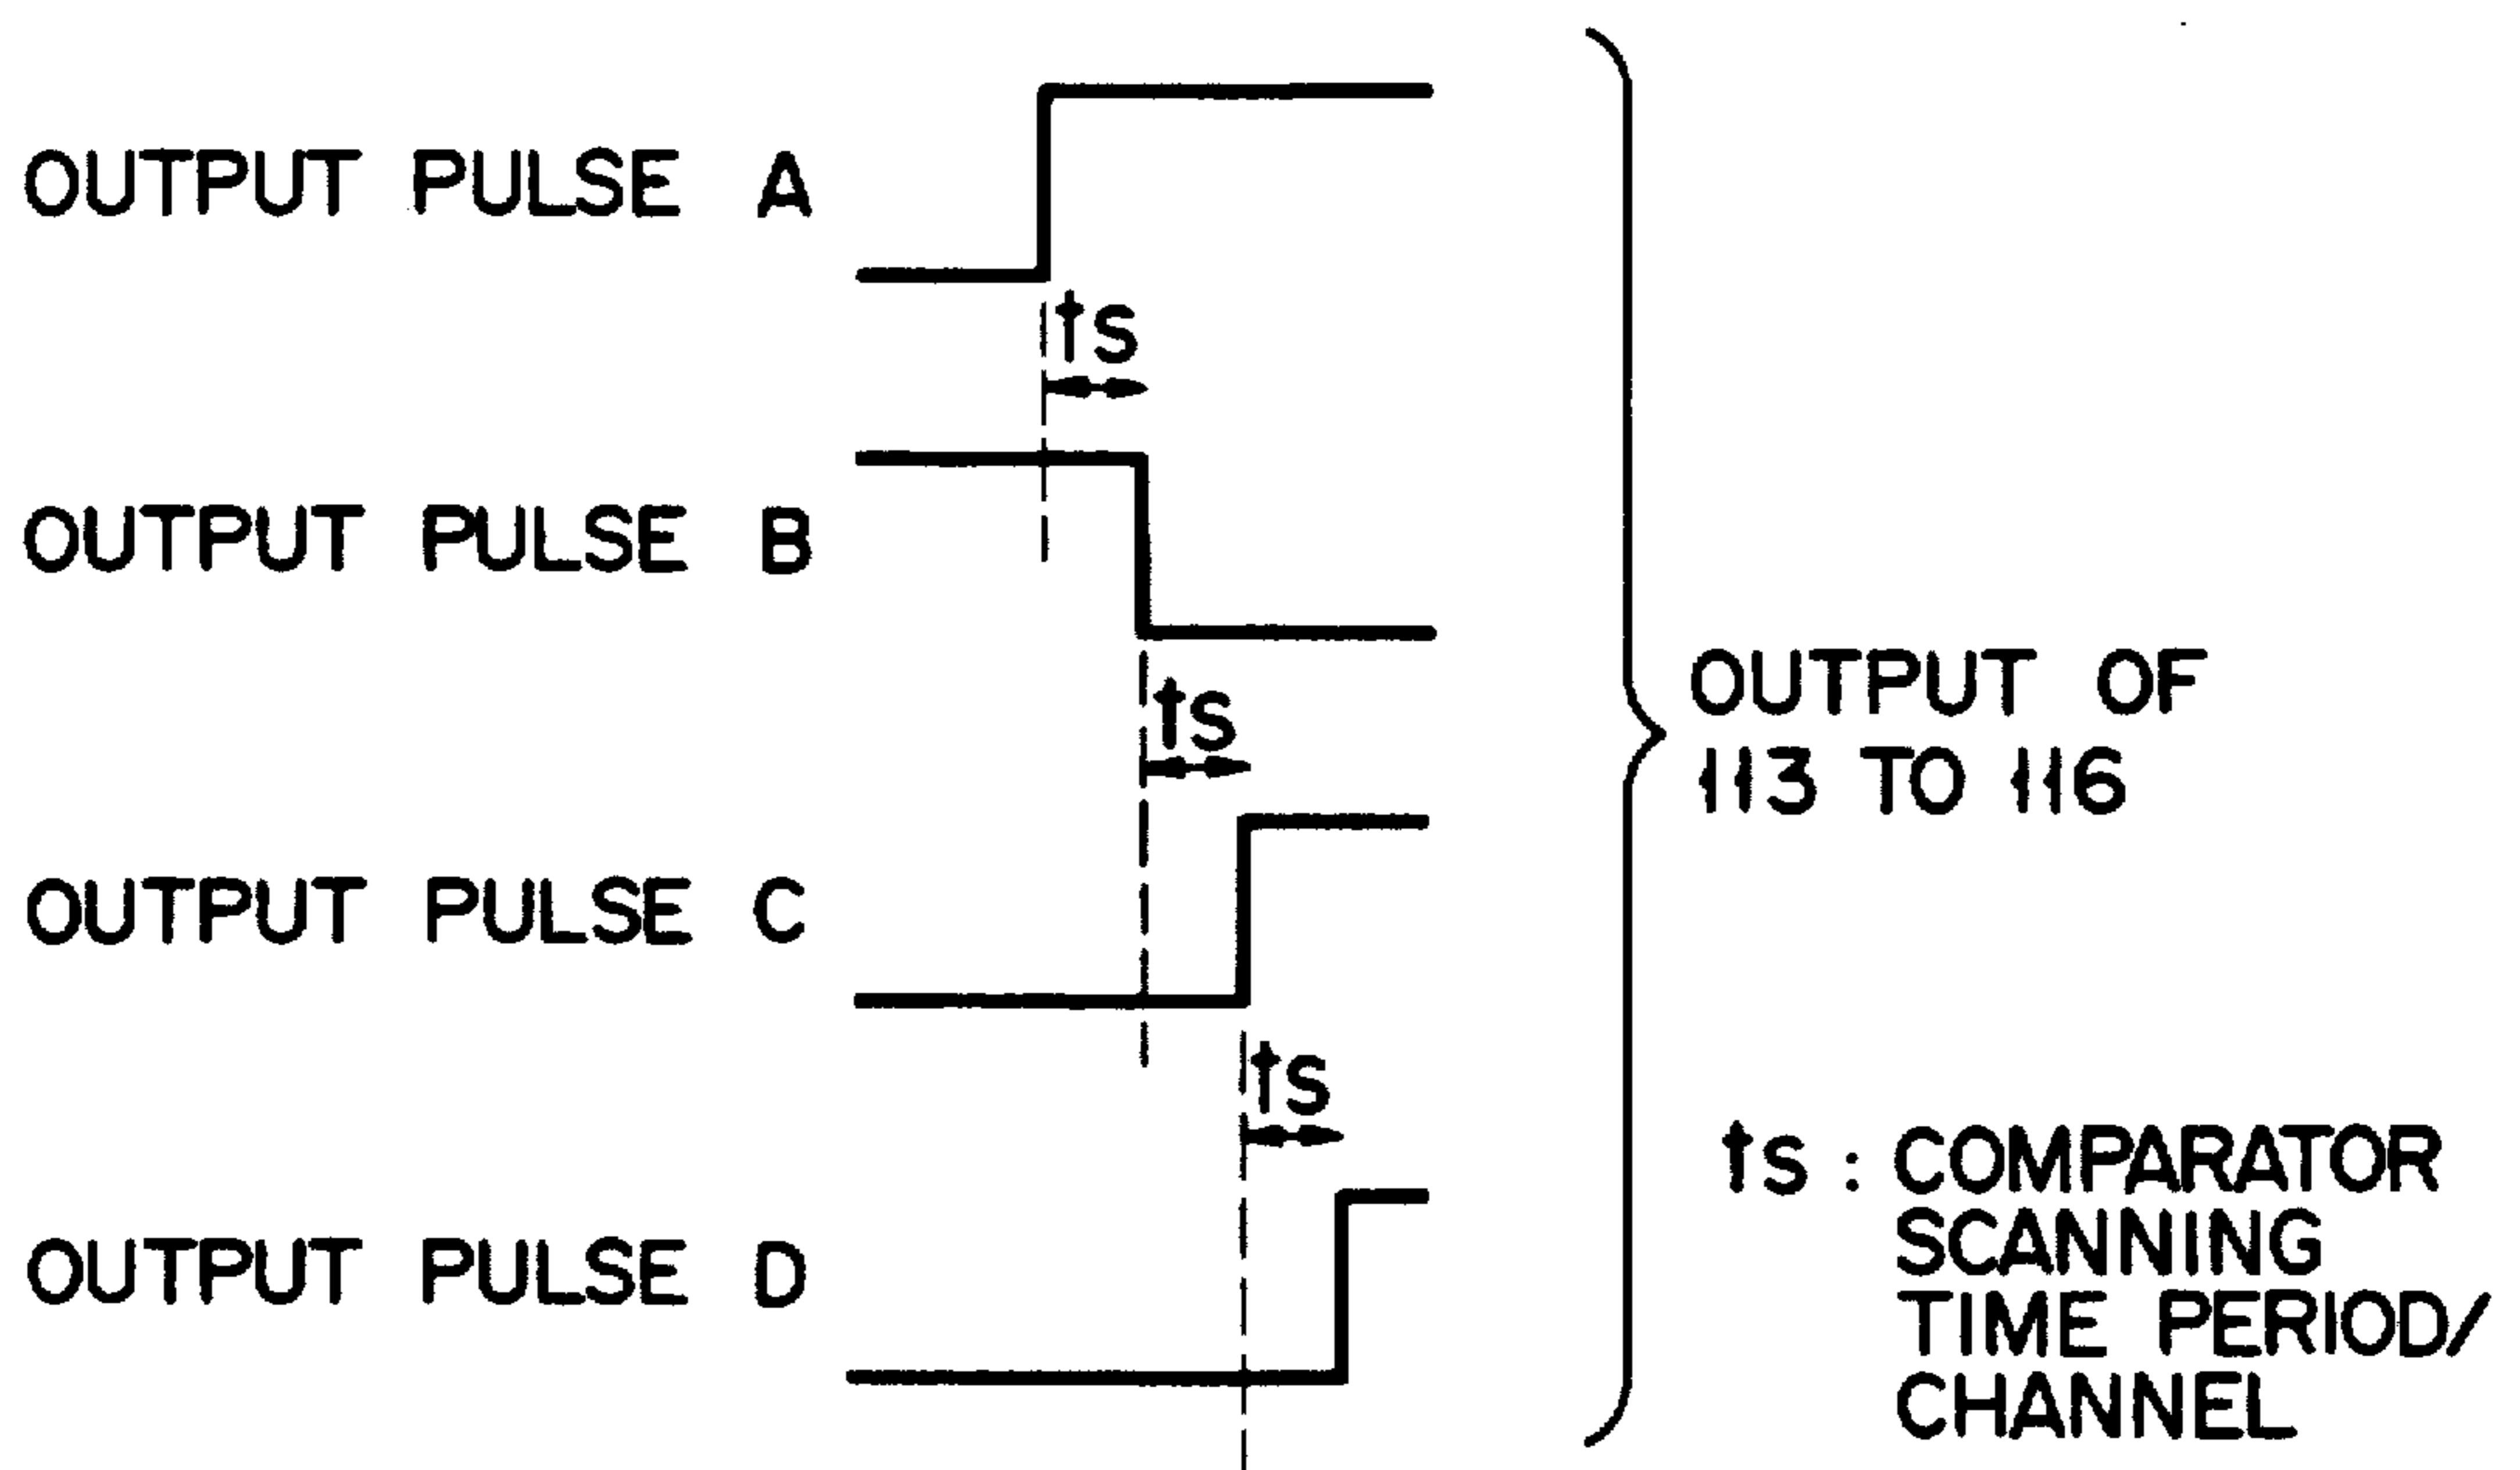 OUTPUT PULSE A
ts
OUTPUT PULSE B
ts
OUTPUT PULSE C
ts
OUTPUT PULSE D
OUTPUT OF
113 TO 116
ts : COMPARATOR
SCANNING
TIME PERIOD/
CHANNEL